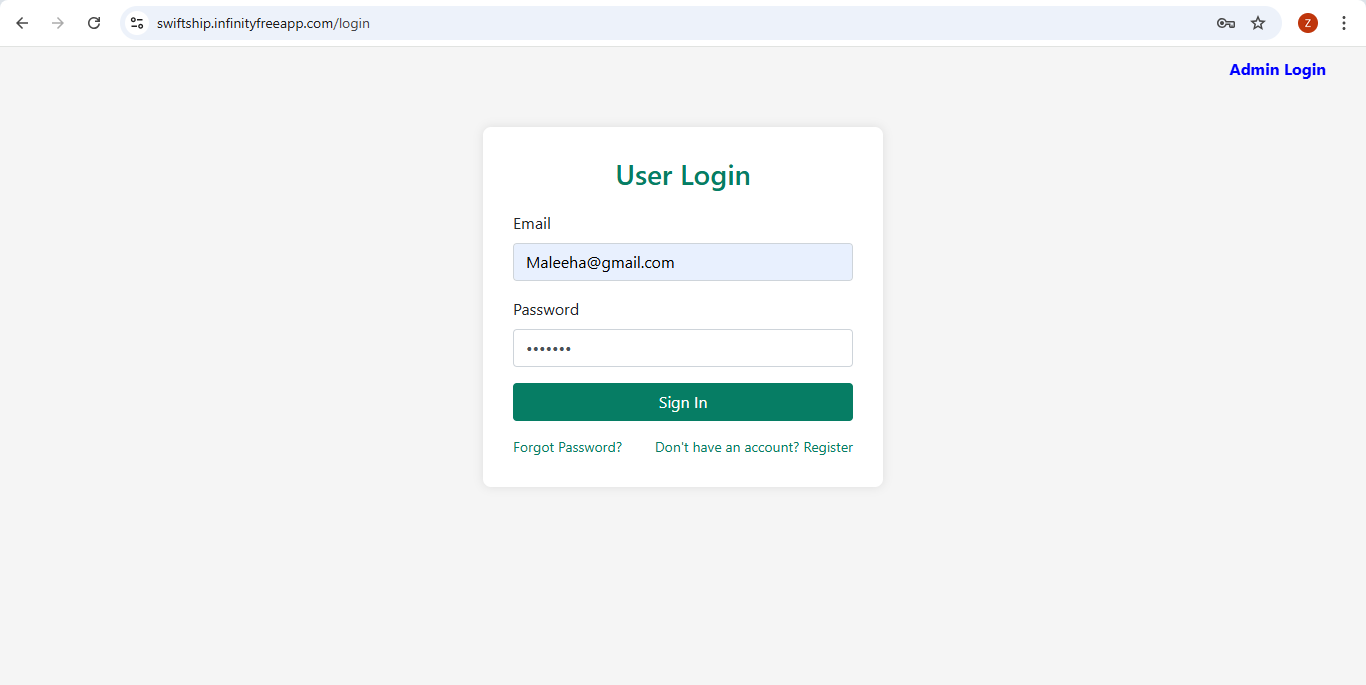 swiftship.infinityfreeapp.com/login
Z
Admin Login
User Login
Email
Maleeha@gmail.com
Password
•••••••
Sign In
Forgot Password? Don't have an account? Register